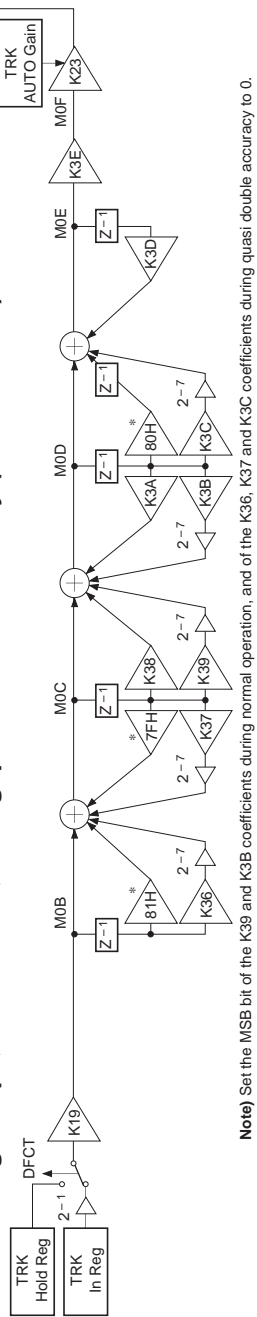 TRK
Hold Reg
TRK
In Reg
DFCT
2–1
K19
M0B
Z–1
81H
*
K36
2–7
7FH
*
K37
2–7
M0C
Z–1
K38
K39
2–7
K3A
K3B
2–7
M0D
Z–1
80H
*
K3C
2–7
Z–1
M0E
Z–1
K3D
K3E
M0F
K23
TRK
AUTO Gain
Note) Set the MSB bit of the K39 and K3B coefficients during normal operation, and of the K36, K37 and K3C coefficients during quasi double accuracy to 0.